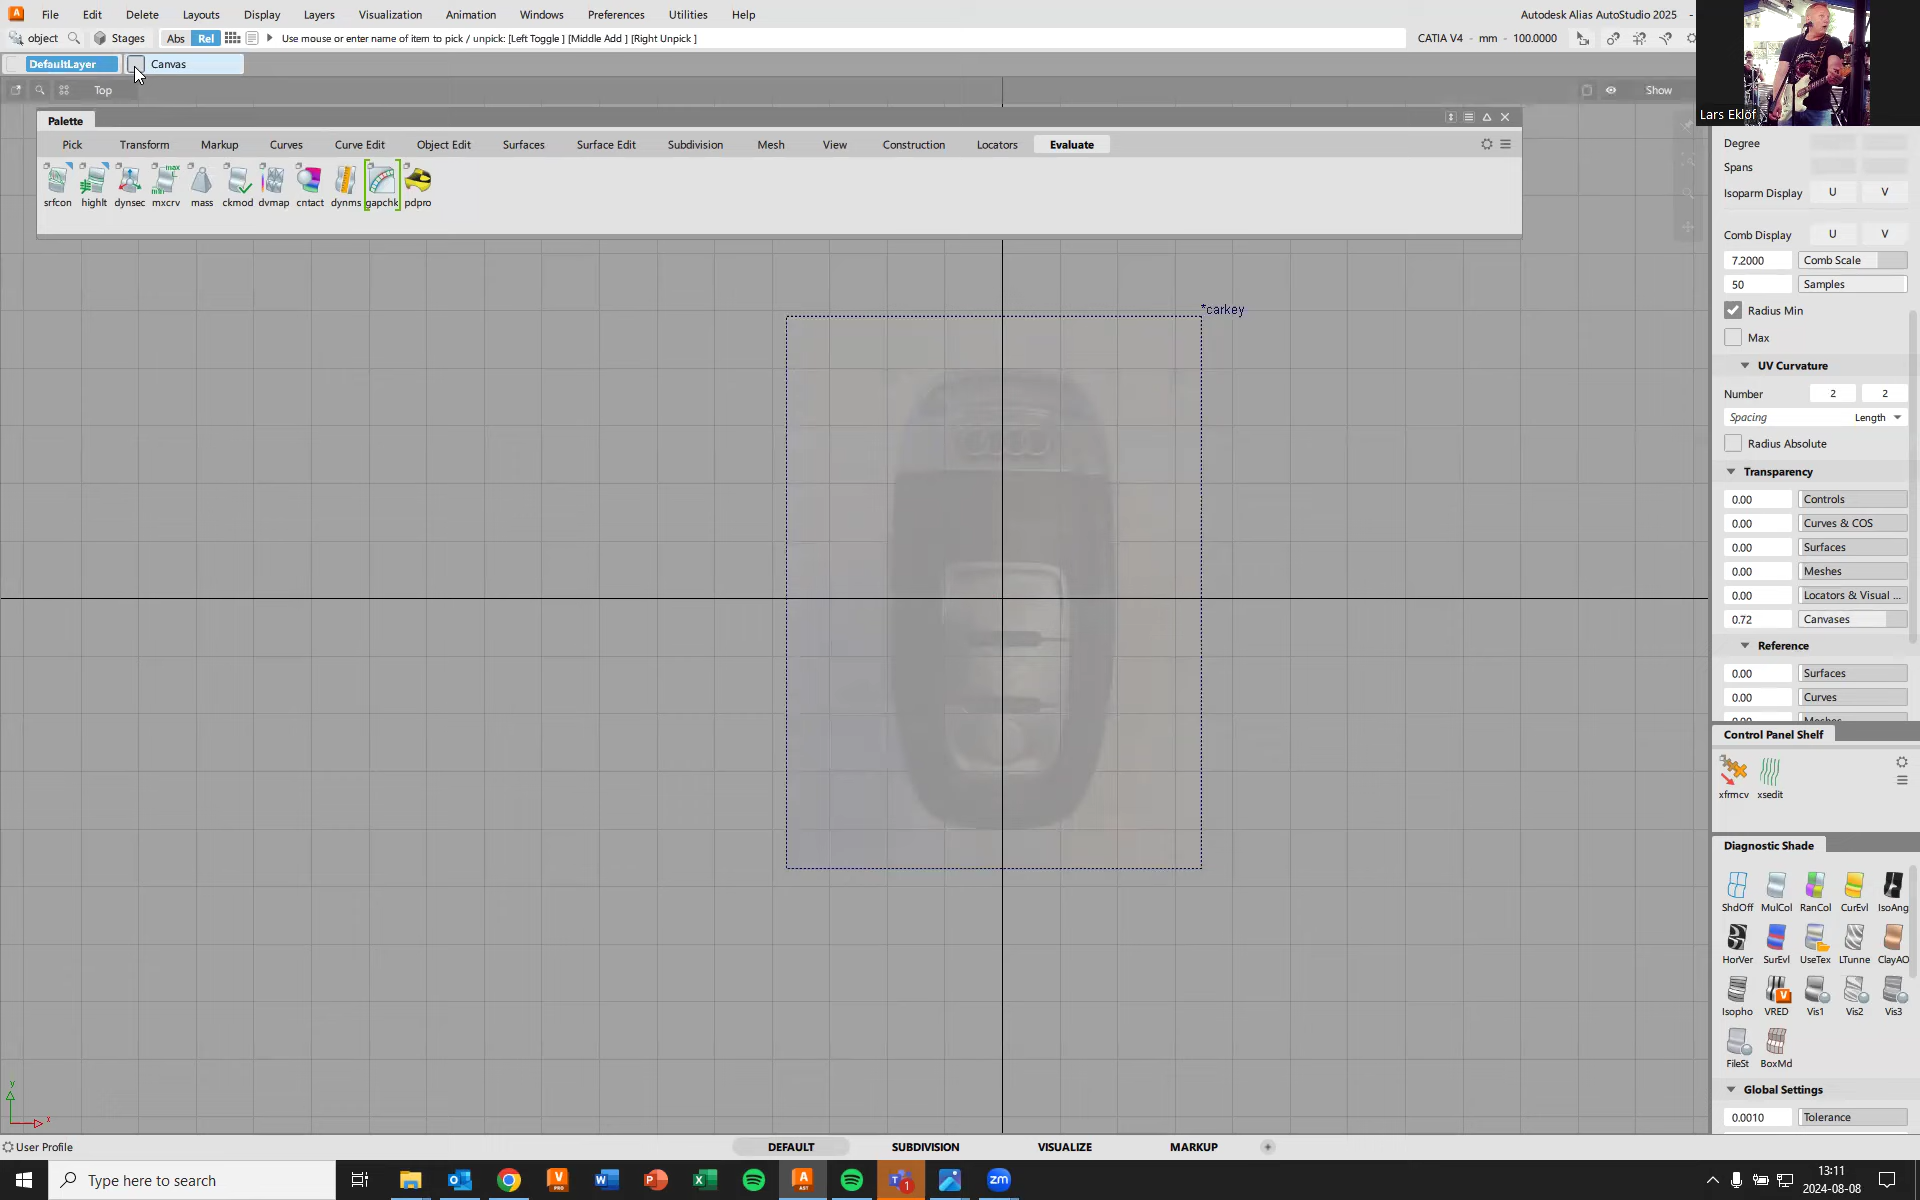 File Edit Delete Layouts Display Layers Visualization Animation Windows Preferences Utilities Help
Autodesk Alias AutoStudio 2025
object Stages Abs Rel Use mouse or enter name of item to pick / unpick: [Left Toggle ] [Middle Add ] [Right Unpick ]
CATIA V4 - mm - 100.0000
DefaultLayer Canvas
Top Show
Lars Eklöf
Palette
Pick Transform Markup Curves Curve Edit Object Edit Surfaces Surface Edit Subdivision Mesh View Construction Locators Evaluate
max
min
srfcon highlt dynsec mxcrv mass ckmod dvmap cntact dynms gapchk pdpro
*carkey
Degree
Spans
Isoparm Display U V
Comb Display U V
7.2000 Comb Scale
50 Samples
Radius Min
Max
UV Curvature
Number 2 2
Spacing Length
Radius Absolute
Transparency
0.00 Controls
0.00 Curves & COS
0.00 Surfaces
0.00 Meshes
0.00 Locators & Visual ...
0.72 Canvases
Reference
0.00 Surfaces
0.00 Curves
0.00 Meshes
Control Panel Shelf
xfrmcv xsedit
Diagnostic Shade
ShdOff MulCol RanCol CurEvl IsoAng
HorVer SurEvl UseTex LTunne ClayAO
Isopho VRED Vis1 Vis2 Vis3
FileSt BoxMd
Global Settings
0.0010 Tolerance
y
x
User Profile
DEFAULT SUBDIVISION VISUALIZE MARKUP
Type here to search
13:11
2024-08-08